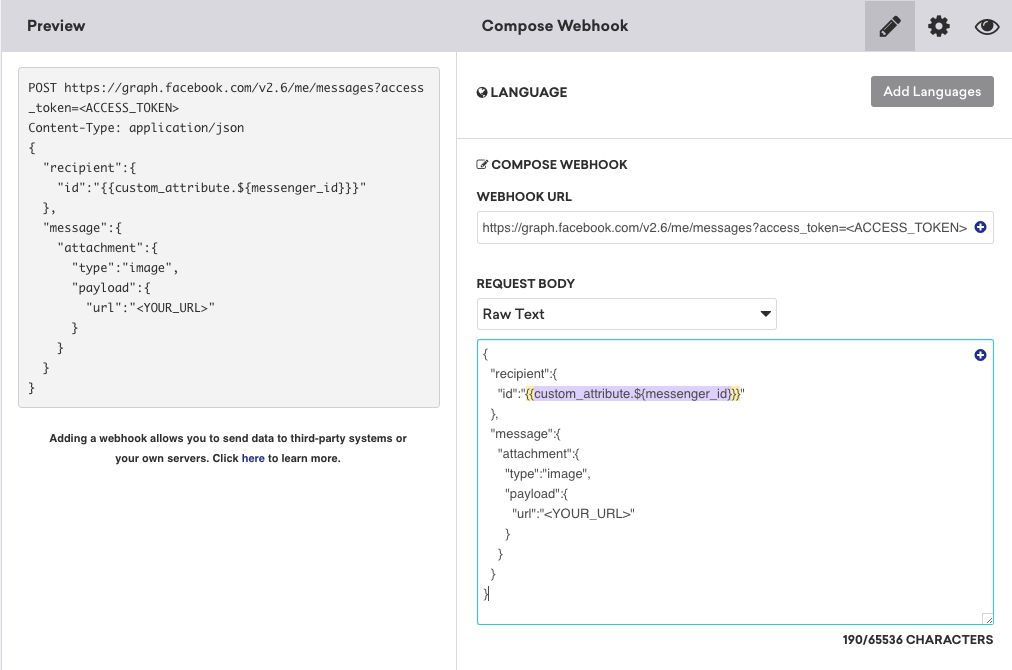 Preview
POST https://graph.facebook.com/v2.6/me/messages?access
_token=<ACCESS_TOKEN>
Content-Type: application/json
{
  "recipient":{
    "id":"{{custom_attribute.${messenger_id}}}"
  },
  "message":{
    "attachment":{
      "type":"image",
      "payload":{
        "url":"<YOUR_URL>"
      }
    }
  }
}
Adding a webhook allows you to send data to third-party systems or
your own servers. Click here to learn more.
Compose Webhook
LANGUAGE
Add Languages
COMPOSE WEBHOOK
WEBHOOK URL
https://graph.facebook.com/v2.6/me/messages?access_token=<ACCESS_TOKEN>
REQUEST BODY
Raw Text
{
  "recipient":{
    "id":"{{custom_attribute.${messenger_id}}}"
  },
  "message":{
    "attachment":{
      "type":"image",
      "payload":{
        "url":"<YOUR_URL>"
      }
    }
  }
}
190/65536 CHARACTERS